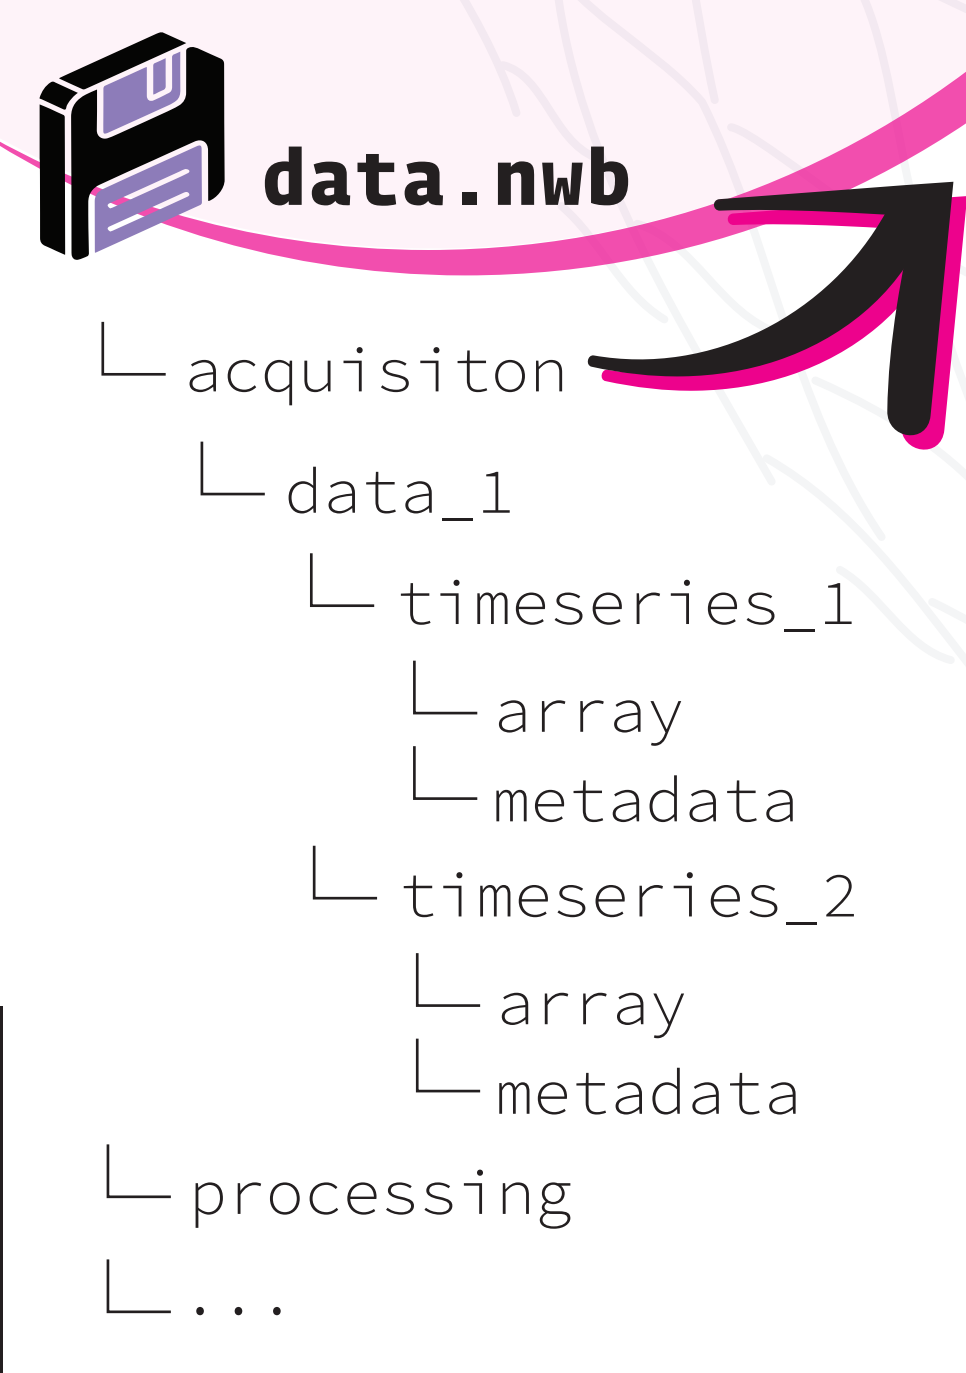 data.nwb
acquisiton
data_1
timeseries_1
array
metadata
timeseries_2
array
metadata
processing
...